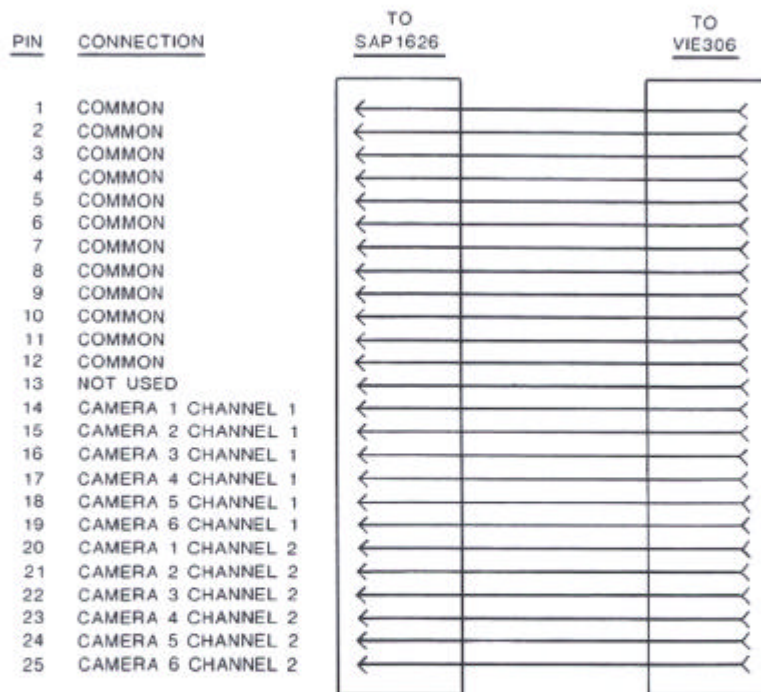 PIN CONNECTION TO SAP1626 TO VIE306
1 COMMON
2 COMMON
3 COMMON
4 COMMON
5 COMMON
6 COMMON
7 COMMON
8 COMMON
9 COMMON
10 COMMON
11 COMMON
12 COMMON
13 NOT USED
14 CAMERA 1 CHANNEL 1
15 CAMERA 2 CHANNEL 1
16 CAMERA 3 CHANNEL 1
17 CAMERA 4 CHANNEL 1
18 CAMERA 5 CHANNEL 1
19 CAMERA 6 CHANNEL 1
20 CAMERA 1 CHANNEL 2
21 CAMERA 2 CHANNEL 2
22 CAMERA 3 CHANNEL 2
23 CAMERA 4 CHANNEL 2
24 CAMERA 5 CHANNEL 2
25 CAMERA 6 CHANNEL 2